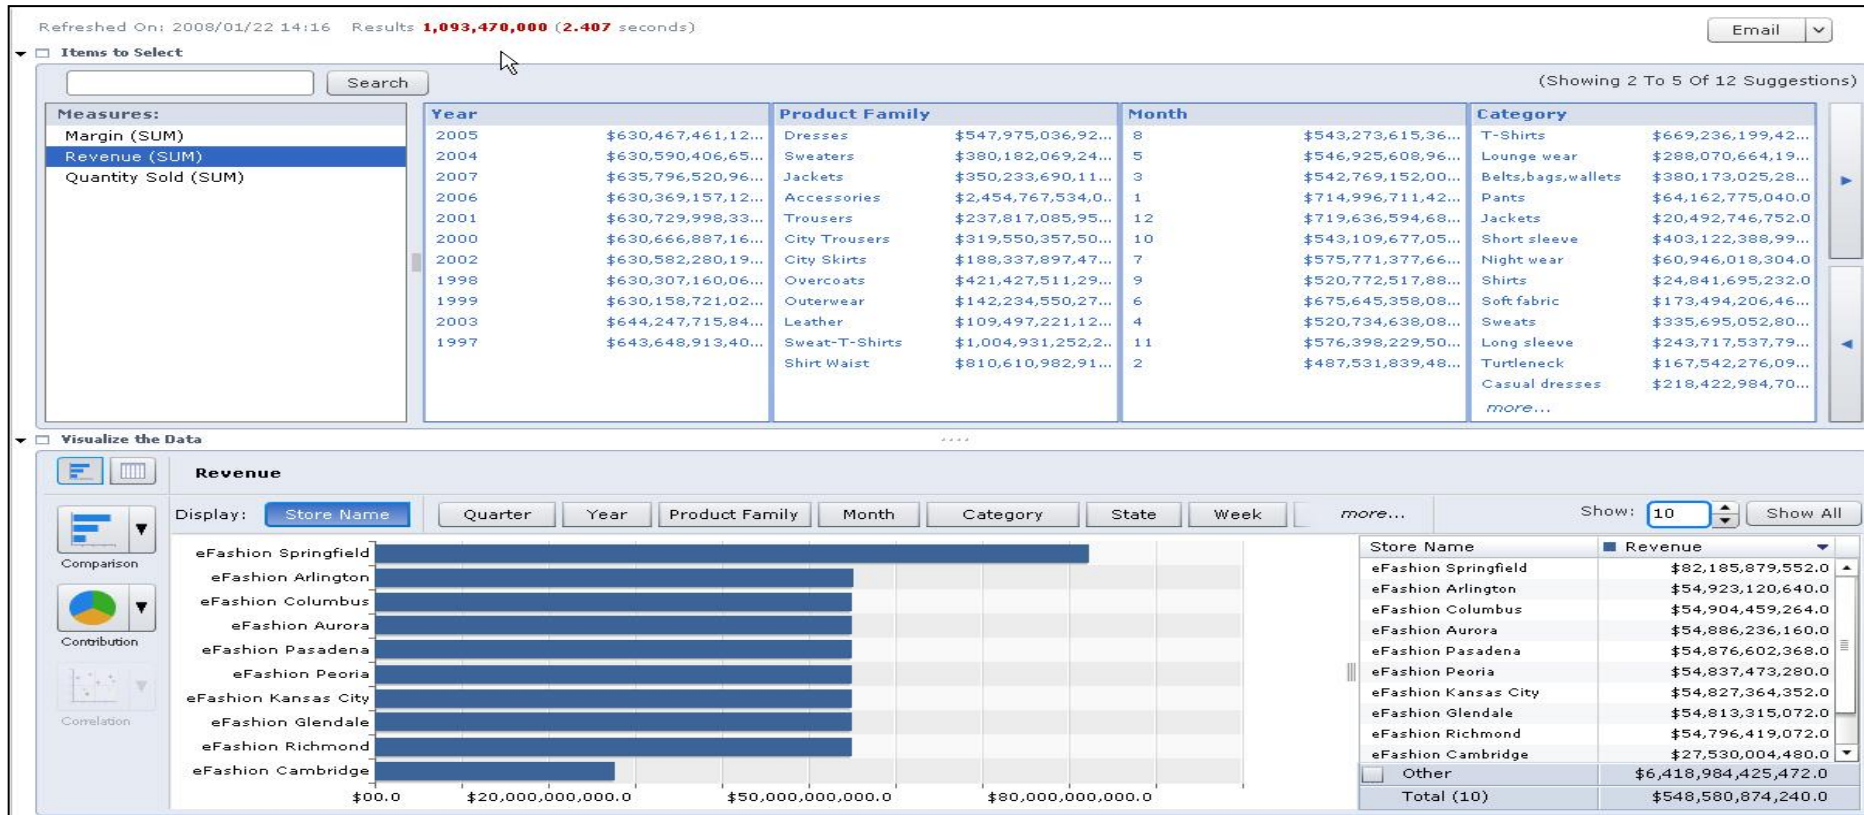 Refreshed On: 2008/01/22 14:16 Results 1,093,470,000 (2.407 seconds)
Email
Items to Select
Search
(Showing 2 To 5 Of 12 Suggestions)
Measures: Year Product Family Month Category
Margin (SUM) 2005 $630,467,461,12... Dresses $547,975,036,92... 8 $543,273,615,36... T-Shirts $669,236,199,42...
Revenue (SUM) 2004 $630,590,406,65... Sweaters $380,182,069,24... 5 $546,925,608,96... Lounge wear $288,070,664,19...
Quantity Sold (SUM) 2007 $635,796,520,96... Jackets $350,233,690,11... 3 $542,769,152,00... Belts,bags,wallets $380,173,025,28...
2006 $630,369,157,12... Accessories $2,454,767,534,0.. 1 $714,996,711,42... Pants $64,162,775,040.0
2001 $630,729,998,33... Trousers $237,817,085,95... 12 $719,636,594,68... Jackets $20,492,746,752.0
2000 $630,666,887,16... City Trousers $319,550,357,50... 10 $543,109,677,05... Short sleeve $403,122,388,99...
2002 $630,582,280,19... City Skirts $188,337,897,47... 7 $575,771,377,66... Night wear $60,946,018,304.0
1998 $630,307,160,06... Overcoats $421,427,511,29... 9 $520,772,517,88... Shirts $24,841,695,232.0
1999 $630,158,721,02... Outerwear $142,234,550,27... 6 $675,645,358,08... Soft fabric $173,494,206,46...
2003 $644,247,715,84... Leather $109,497,221,12... 4 $520,734,638,08... Sweats $335,695,052,80...
1997 $643,648,913,40... Sweat-T-Shirts $1,004,931,252,2.. 11 $576,398,229,50... Long sleeve $243,717,537,79...
Shirt Waist $810,610,982,91... 2 $487,531,839,48... Turtleneck $167,542,276,09...
Casual dresses $218,422,984,70...
more...
Visualize the Data
Revenue
Display: Store Name Quarter Year Product Family Month Category State Week more... Show: 10 Show All
Comparison
Contribution
Correlation
eFashion Springfield
eFashion Arlington
eFashion Columbus
eFashion Aurora
eFashion Pasadena
eFashion Peoria
eFashion Kansas City
eFashion Glendale
eFashion Richmond
eFashion Cambridge
$00.0 $20,000,000,000.0 $50,000,000,000.0 $80,000,000,000.0
Store Name Revenue
eFashion Springfield $82,185,879,552.0
eFashion Arlington $54,923,120,640.0
eFashion Columbus $54,904,459,264.0
eFashion Aurora $54,886,236,160.0
eFashion Pasadena $54,876,602,368.0
eFashion Peoria $54,837,473,280.0
eFashion Kansas City $54,827,364,352.0
eFashion Glendale $54,813,315,072.0
eFashion Richmond $54,796,419,072.0
eFashion Cambridge $27,530,004,480.0
Other $6,418,984,425,472.0
Total (10) $548,580,874,240.0